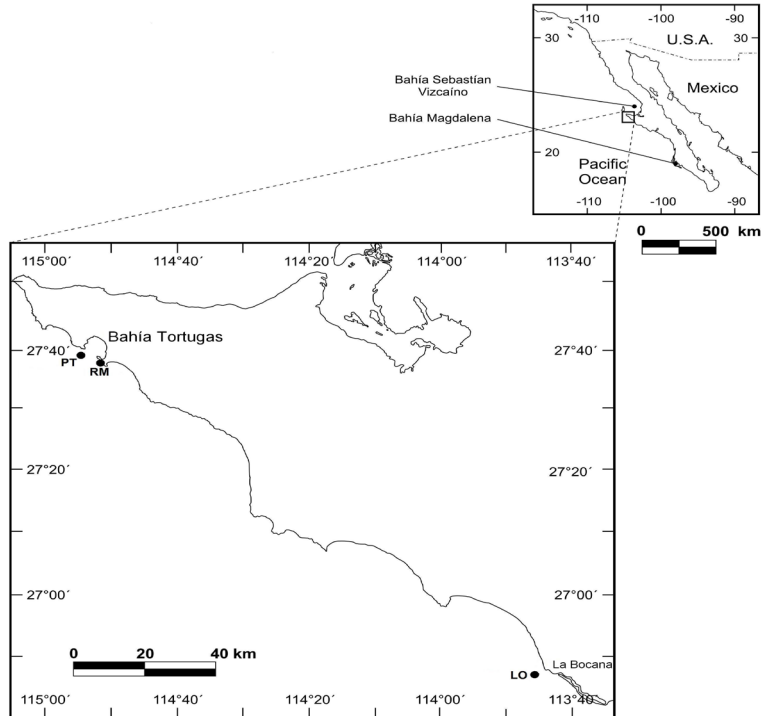 -110 -100 -90
30 U.S.A. 30
Mexico
Bahía Sebastían
Vizcaíno
Bahía Magdalena
20
Pacific
Ocean
-110 -100 -90
0 500 km
115°00' 114°40' 114°20' 114°00' 113°40'
Bahía Tortugas
27°40' 27°40'
PT
RM
27°20' 27°20'
27°00' 27°00'
0 20 40 km
La Bocana
LO
115°00' 114°40' 114°20' 114°00' 113°40'